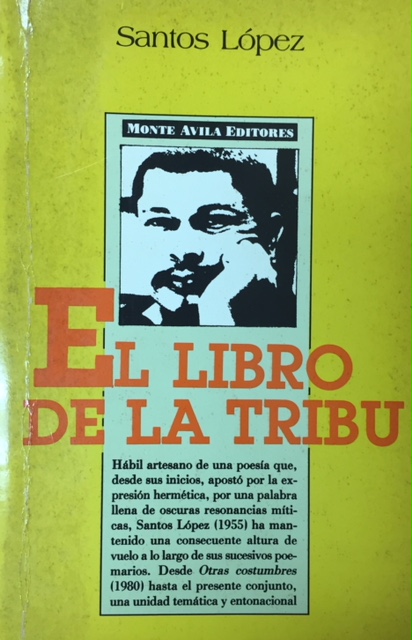 Santos López
MONTE AVILA EDITORES
EL LIBRO
DE LA TRIBU
Hábil artesano de una poesía que,
desde sus inicios, apostó por la ex-
presión hermética, por una palabra
llena de oscuras resonancias míti-
cas, Santos López (1955) ha man-
tenido una consecuente altura de
vuelo a lo largo de sus sucesivos poe-
marios. Desde Otras costumbres
(1980) hasta el presente conjunto,
una unidad temática y entonacional